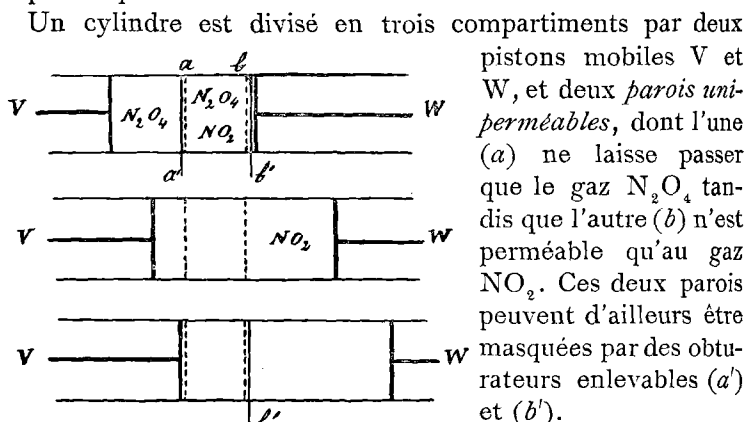 Un cylindre est divisé en trois compartiments par deux
pistons mobiles V et
W, et deux parois uni-
perméables, dont l'une
(a) ne laisse passer
que le gaz N₂O₄ tan-
dis que l'autre (b) n'est
perméable qu'au gaz
NO₂. Ces deux parois
peuvent d'ailleurs être
masquées par des obtu-
rateurs enlevables (a')
et (b').
a b
V N₂O₄ N₂O₄ W
NO₂
a' b'
V NO₂ W
V W
b'